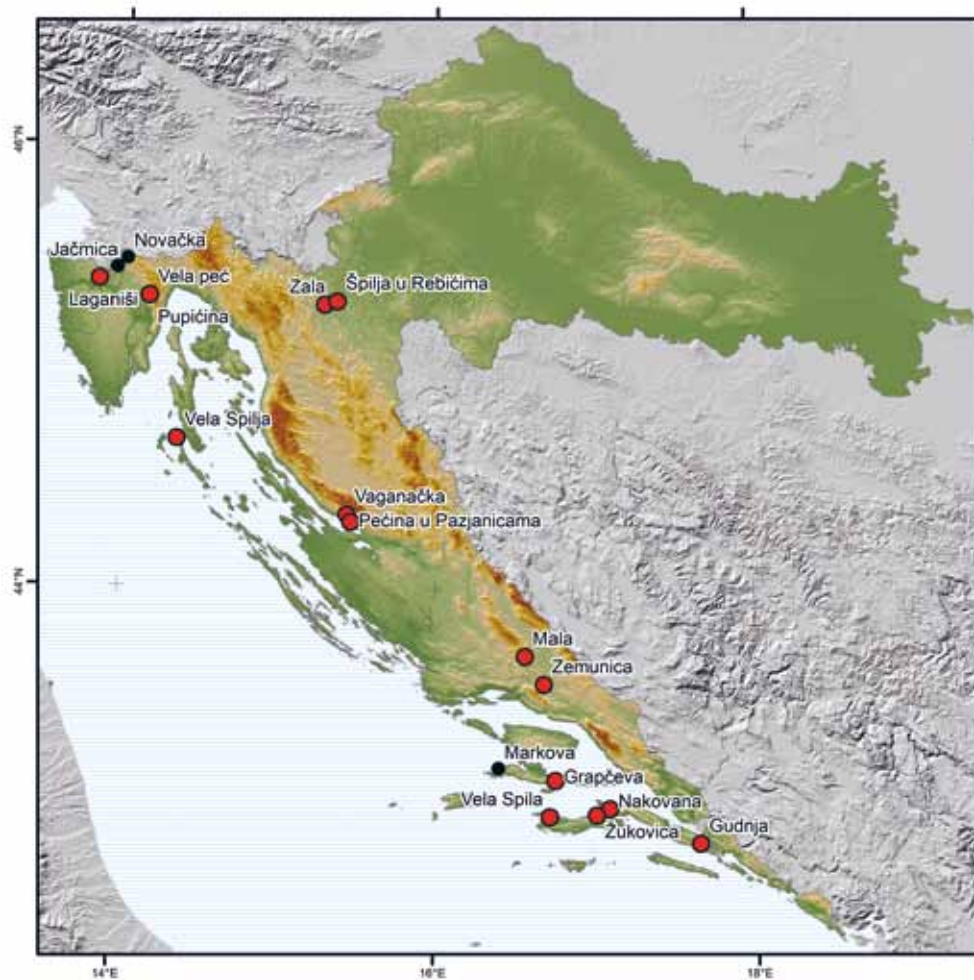 46°N
Novačka
Jačmica
Vela peć
Laganiši
Pupićina
Zala
Špilja u Rebićima
Vela Spilja
Vaganačka
Pećina u Pazjanicama
44°N
Mala
Zemunica
Markova
Grapčeva
Vela Spila
Nakovana
Žukovica
Gudnja
14°E
16°E
18°E